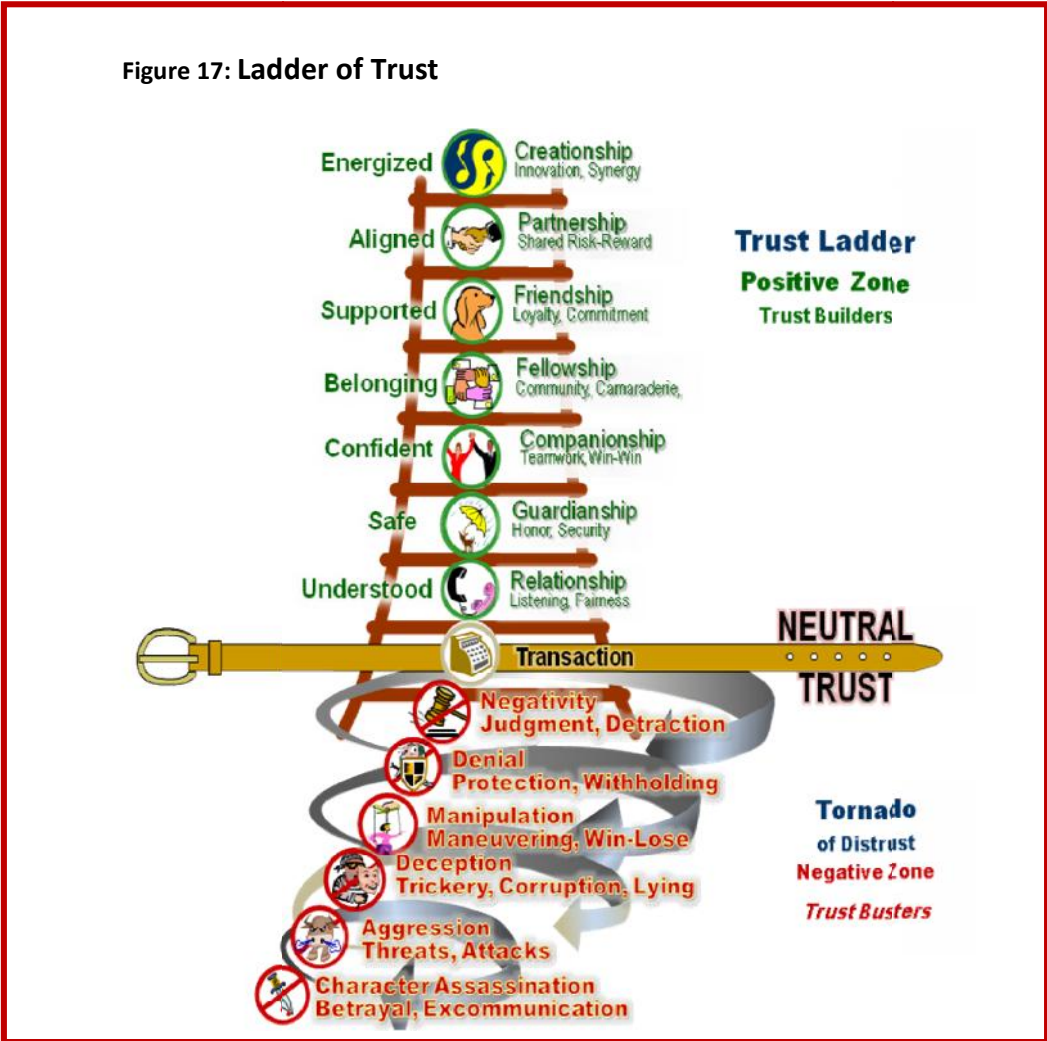 Figure 17: Ladder of Trust
Energized
Creationship
Innovation, Synergy
Aligned
Partnership
Shared Risk-Reward
Trust Ladder
Positive Zone
Trust Builders
Supported
Friendship
Loyalty, Commitment
Belonging
Fellowship
Community, Camaraderie,
Confident
Companionship
Teamwork, Win-Win
Safe
Guardianship
Honor, Security
Understood
Relationship
Listening, Fairness
NEUTRAL
Transaction
TRUST
Negativity
Judgment, Detraction
Denial
Protection, Withholding
Manipulation
Maneuvering, Win-Lose
Deception
Trickery, Corruption, Lying
Tornado
of Distrust
Negative Zone
Trust Busters
Aggression
Threats, Attacks
Character Assassination
Betrayal, Excommunication